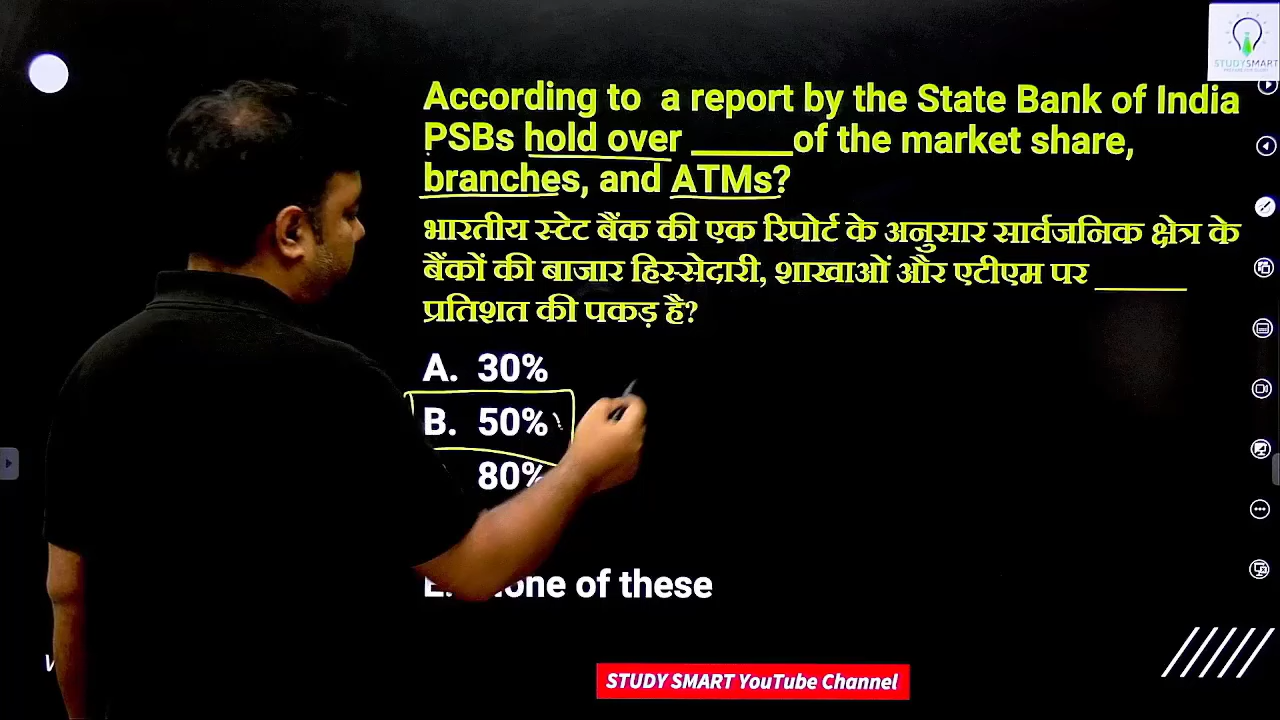 STUDYSMART
According to a report by the State Bank of India
PSBs hold over _____of the market share,
branches, and ATMs?
भारतीय स्टेट बैंक की एक रिपोर्ट के अनुसार सार्वजनिक क्षेत्र के
बैंकों की बाजार हिस्सेदारी, शाखाओं और एटीएम पर ______
प्रतिशत की पकड़ है?
A. 30%
B. 50%
80%
of these
STUDY SMART YouTube Channel